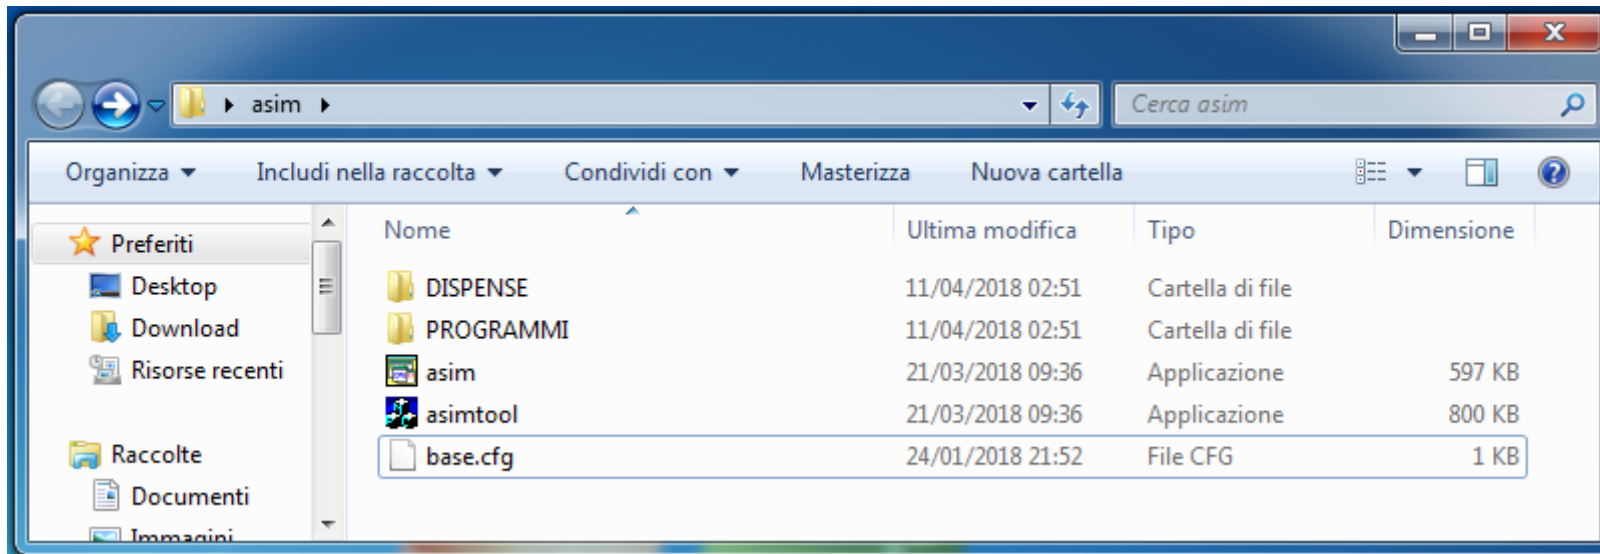 asim
Cerca asim
Organizza Includi nella raccolta Condividi con Masterizza Nuova cartella
Preferiti
Desktop
Download
Risorse recenti
Raccolte
Documenti
Immagini
Nome Ultima modifica Tipo Dimensione
DISPENSE 11/04/2018 02:51 Cartella di file
PROGRAMMI 11/04/2018 02:51 Cartella di file
asim 21/03/2018 09:36 Applicazione 597 KB
asimtool 21/03/2018 09:36 Applicazione 800 KB
base.cfg 24/01/2018 21:52 File CFG 1 KB